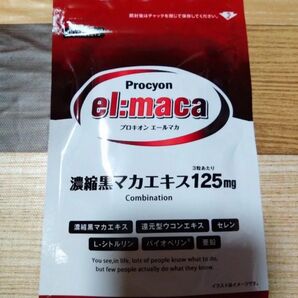 開封後はチャックを閉じて保存してください。
Procyon
el:maca
プロキオン エールマカ
3粒あたり
濃縮黒マカエキス125mg
Combination
濃縮黒マカエキス 還元型ウコンエキス セレン
L-シトルリン バイオペリン® 亜鉛
You see, in life, lots of people know what to do,
but few people actually do what they know.
イラストはイメージです。